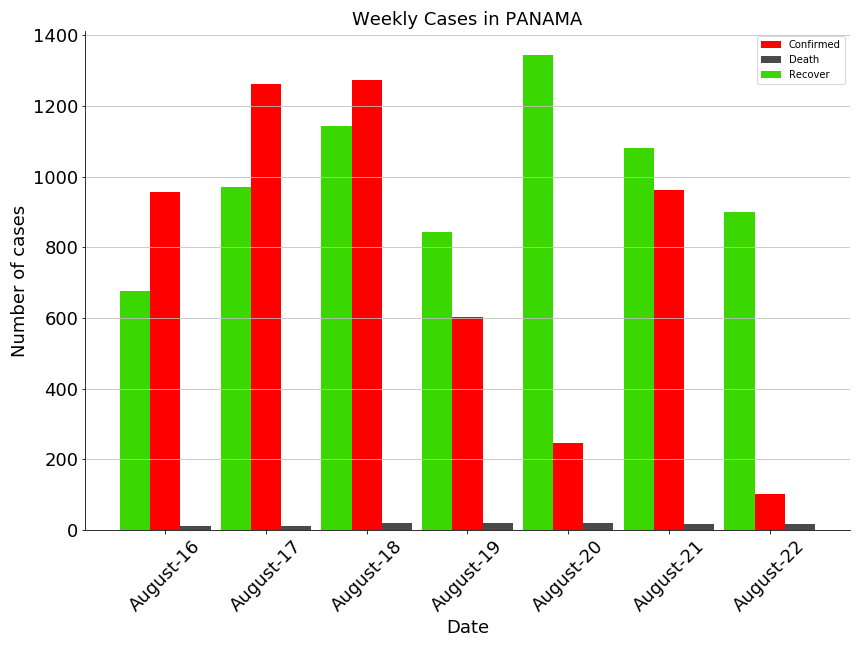 Weekly Cases in PANAMA
Confirmed
Death
Recover
Number of cases
1400
1200
1000
800
600
400
200
0
August-16
August-17
August-18
August-19
August-20
August-21
August-22
Date